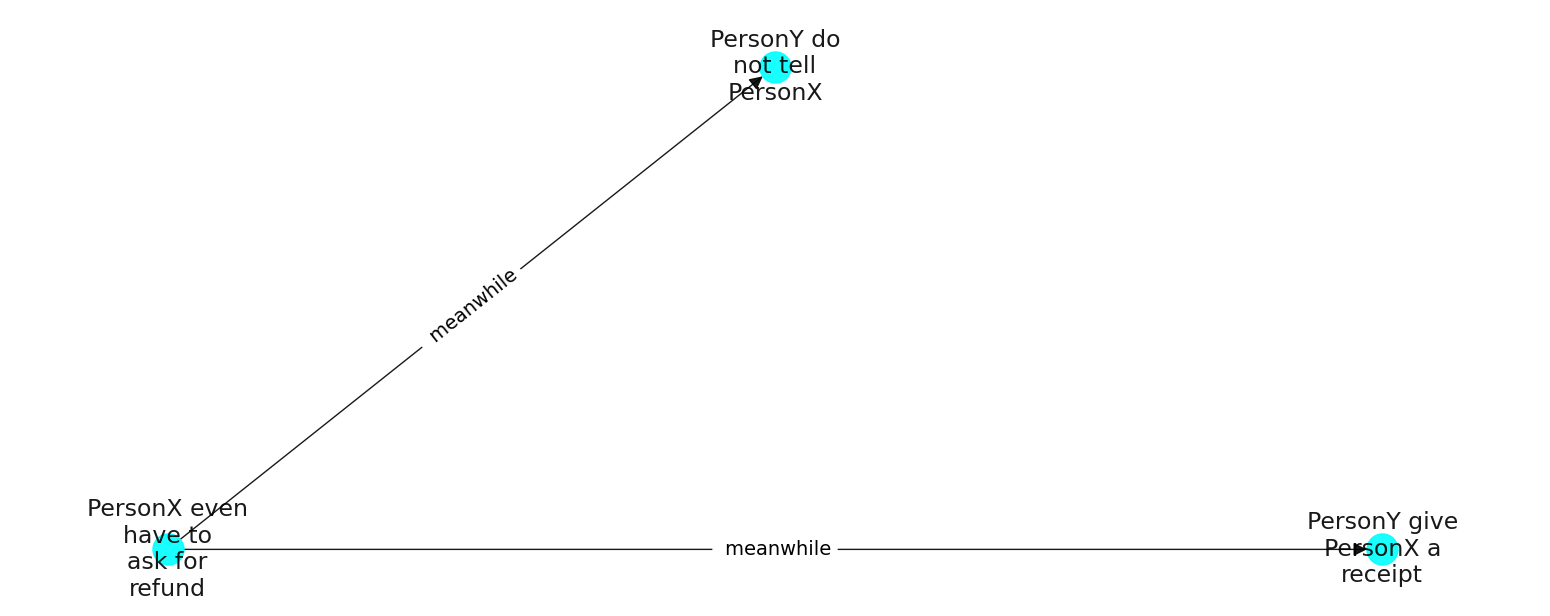 PersonY do
not tell
PersonX
meanwhile
PersonX even
have to
ask for
refund
meanwhile
PersonY give
PersonX a
receipt